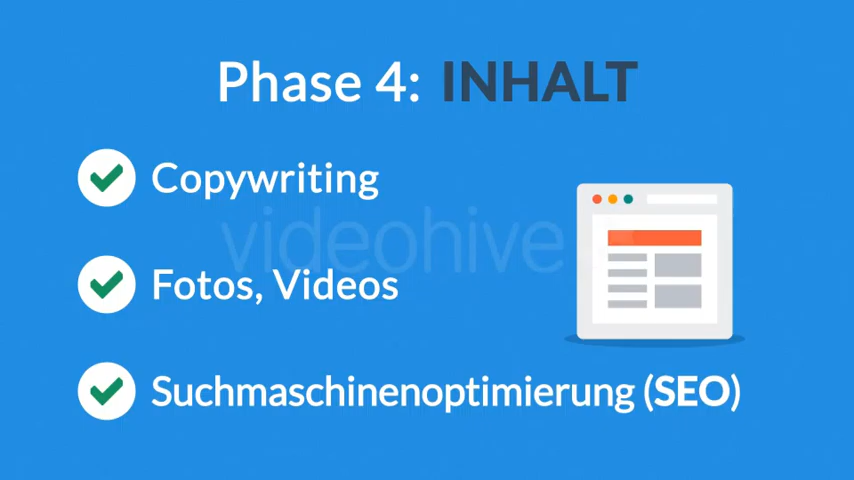 Phase 4: INHALT
Copywriting
videohive
Fotos, Videos
Suchmaschinenoptimierung (SEO)